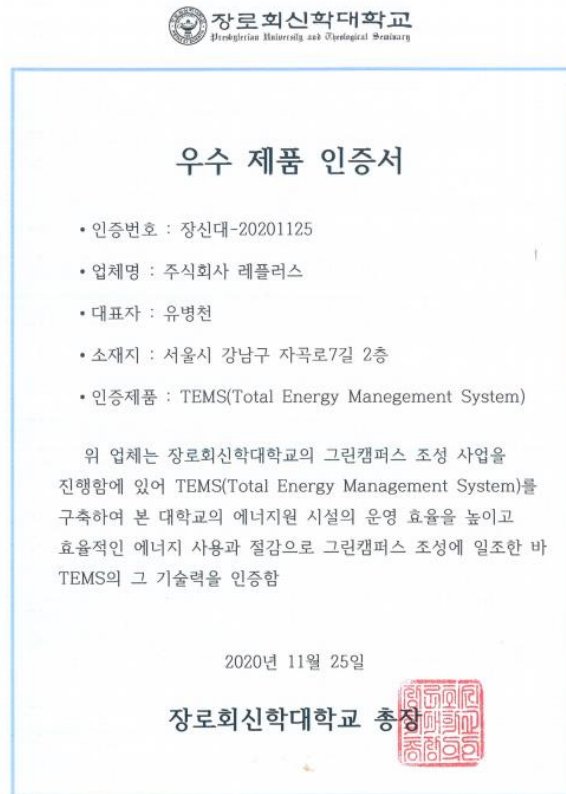 장로회신학대학교
Presbyterian University and Theological Seminary
우수 제품 인증서
• 인증번호 : 장신대-20201125
• 업체명 : 주식회사 레플러스
• 대표자 : 유병천
• 소재지 : 서울시 강남구 자곡로7길 2층
• 인증제품 : TEMS(Total Energy Manegement System)
위 업체는 장로회신학대학교의 그린캠퍼스 조성 사업을
진행함에 있어 TEMS(Total Energy Management System)를
구축하여 본 대학교의 에너지원 시설의 운영 효율을 높이고
효율적인 에너지 사용과 절감으로 그린캠퍼스 조성에 일조한 바
TEMS의 그 기술력을 인증함
2020년 11월 25일
장로회신학대학교 총장